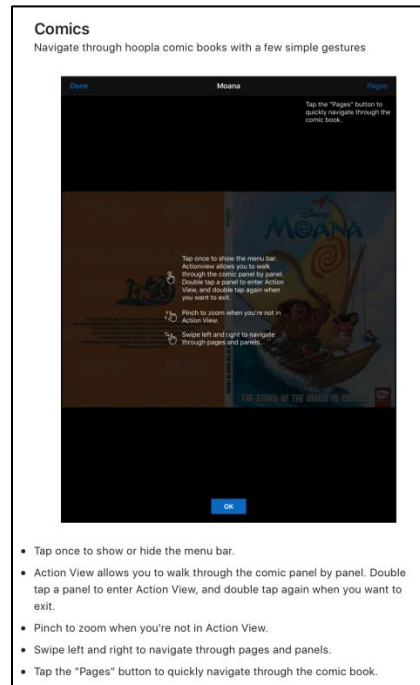 Comics
Navigate through hoopla comic books with a few simple gestures
Done
Moana
Pages
Tap the "Pages" button to
quickly navigate through the
comic book.
Tap once to show the menu bar.
Actionview allows you to walk
through the comic panel by panel.
Double tap a panel to enter Action
View, and double tap again when
you want to exit.
Pinch to zoom when you're not in
Action View.
Swipe left and right to navigate
through pages and panels.
Disney
MOANA
THE STORY OF THE MOVIE IN COMICS
OK
• Tap once to show or hide the menu bar.
• Action View allows you to walk through the comic panel by panel. Double
tap a panel to enter Action View, and double tap again when you want to
exit.
• Pinch to zoom when you're not in Action View.
• Swipe left and right to navigate through pages and panels.
• Tap the "Pages" button to quickly navigate through the comic book.